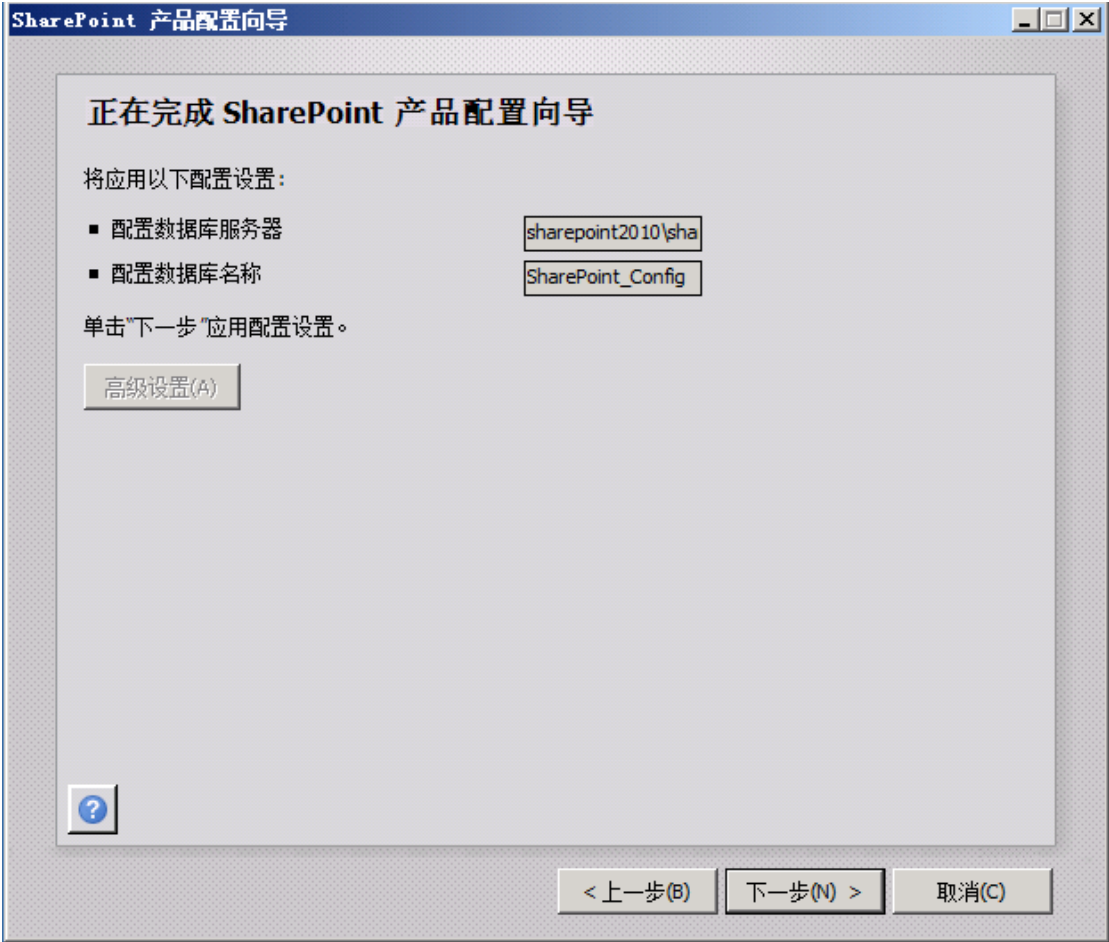 SharePoint 产品配置向导
正在完成 SharePoint 产品配置向导
将应用以下配置设置:
▪ 配置数据库服务器 sharepoint2010\sha
▪ 配置数据库名称 SharePoint_Config
单击“下一步”应用配置设置。
高级设置(A)
?
< 上一步(B) 下一步(N) > 取消(C)